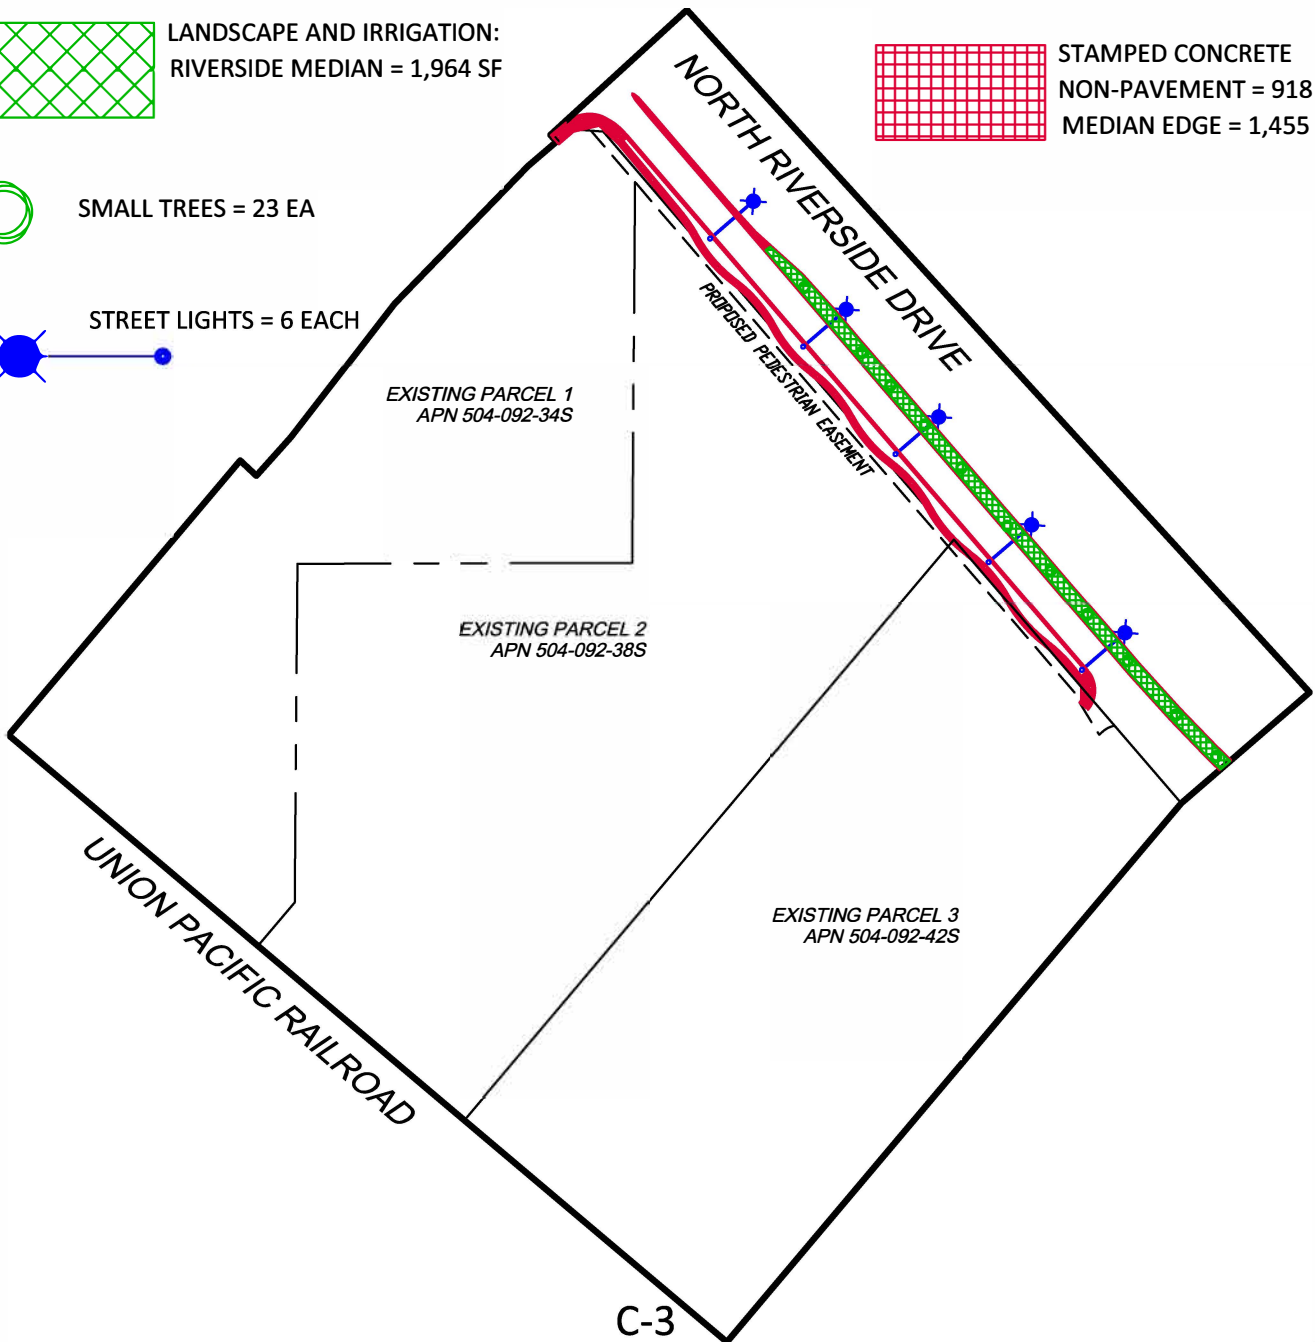 LANDSCAPE AND IRRIGATION:
RIVERSIDE MEDIAN = 1,964 SF
STAMPED CONCRETE
NON-PAVEMENT = 918
MEDIAN EDGE = 1,455
SMALL TREES = 23 EA
STREET LIGHTS = 6 EACH
NORTH RIVERSIDE DRIVE
PROPOSED PEDESTRIAN EASEMENT
EXISTING PARCEL 1
APN 504-092-34S
EXISTING PARCEL 2
APN 504-092-38S
EXISTING PARCEL 3
APN 504-092-42S
UNION PACIFIC RAILROAD
C-3